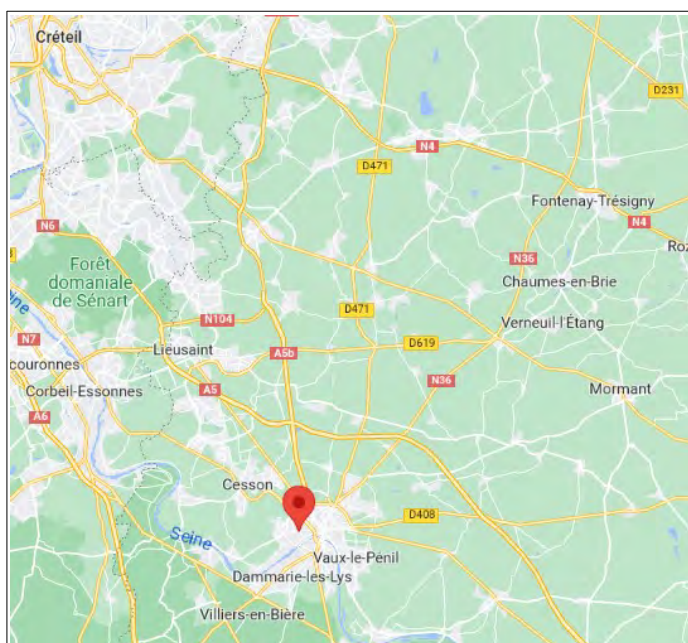 Créteil
D231
N4
D471
Fontenay-Trésigny
N6
N4
Roz
Forêt
domaniale
de Sénart
N36
Chaumes-en-Brie
eine
N7
N104
D471
Verneuil-l'Étang
Lieusaint
A5b
D619
couronnes
A5
N36
Mormant
Corbeil-Essonnes
A6
Cesson
D408
Seine
Vaux-le-Pénil
Dammarie-les-Lys
Villiers-en-Bière